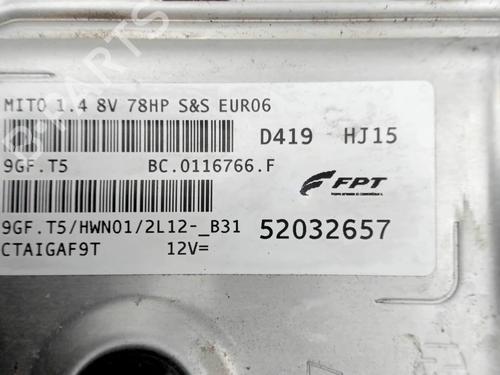 MITO 1.4 8V 78HP S&S EURO6
D419 HJ15
9GF.T5 BC.0116766.F
FPT
9GF.T5/HWN01/2L12-_B31 52032657
CTAIGAF9T 12V=